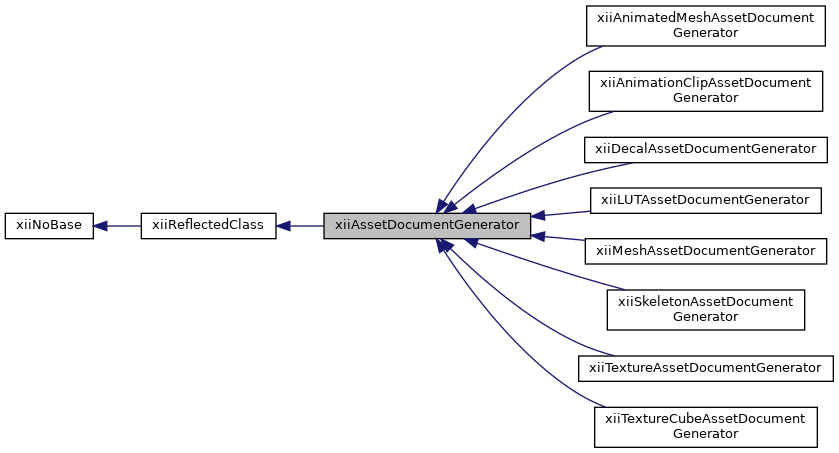 xiiAnimatedMeshAssetDocument
Generator
xiiAnimationClipAssetDocument
Generator
xiiDecalAssetDocumentGenerator
xiiLUTAssetDocumentGenerator
xiiNoBase
xiiReflectedClass
xiiAssetDocumentGenerator
xiiMeshAssetDocumentGenerator
xiiSkeletonAssetDocument
Generator
xiiTextureAssetDocumentGenerator
xiiTextureCubeAssetDocument
Generator